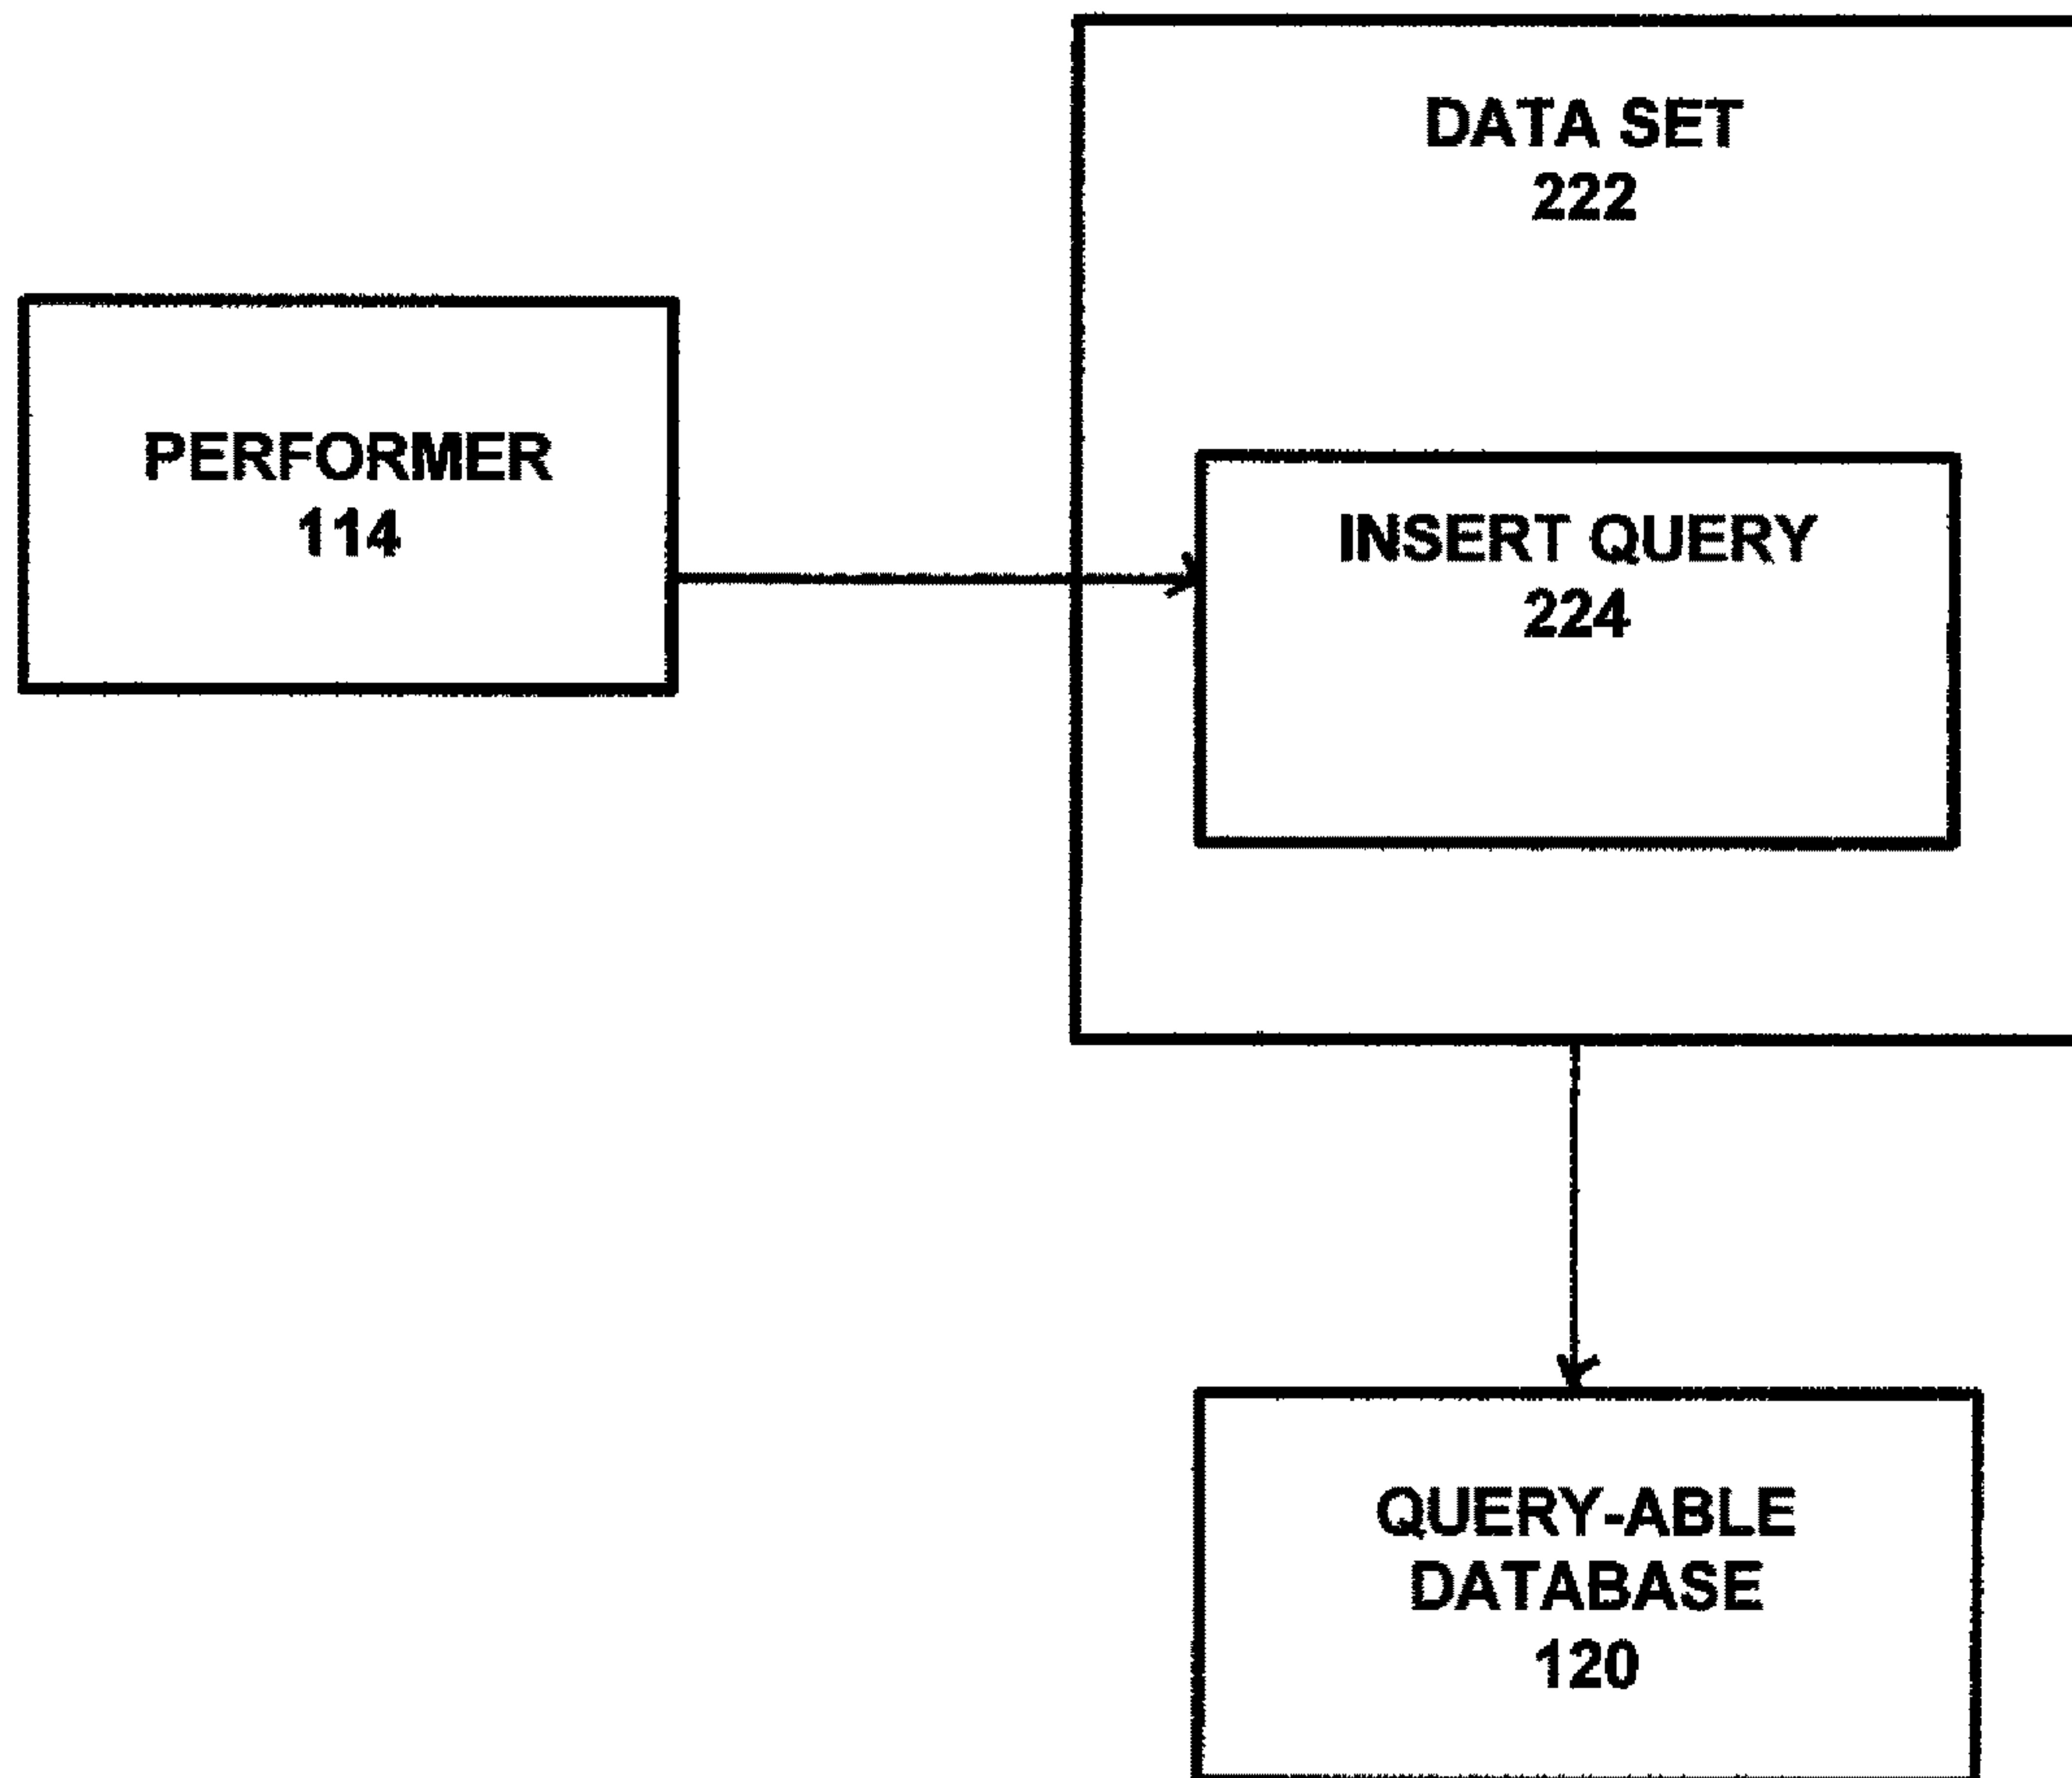 DATA SET
222
PERFORMER
114
INSERT QUERY
224
QUERY-ABLE
DATABASE
120